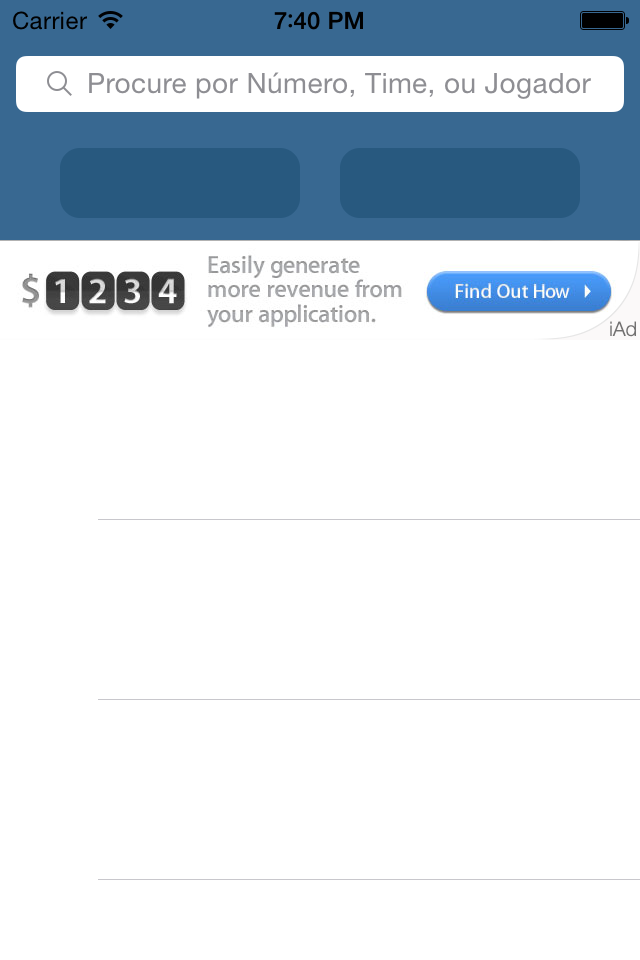 Carrier 7:40 PM
Procure por Número, Time, ou Jogador
$1234
Easily generate
more revenue from
your application.
Find Out How
iAd